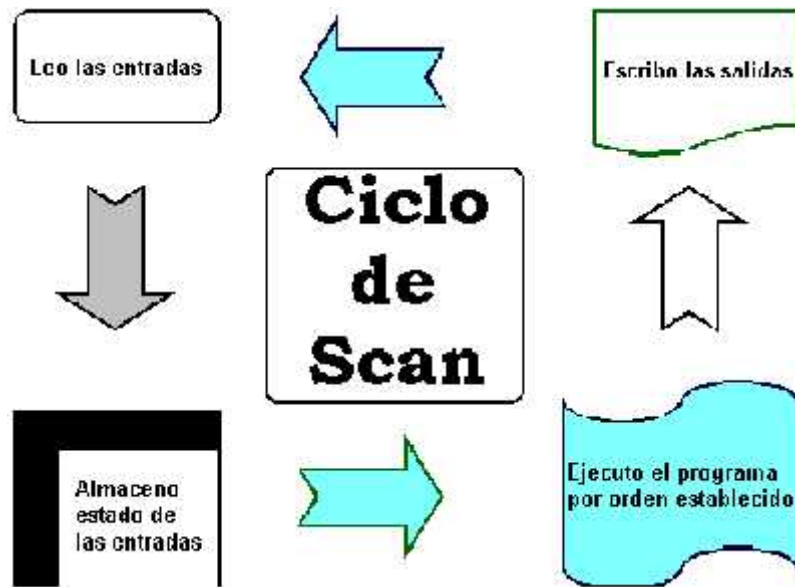 Leo las entradas
Escribo las salidas
Ciclo
de
Scan
Almaceno
estado de
las entradas
Ejecuto el programa
por orden establecido